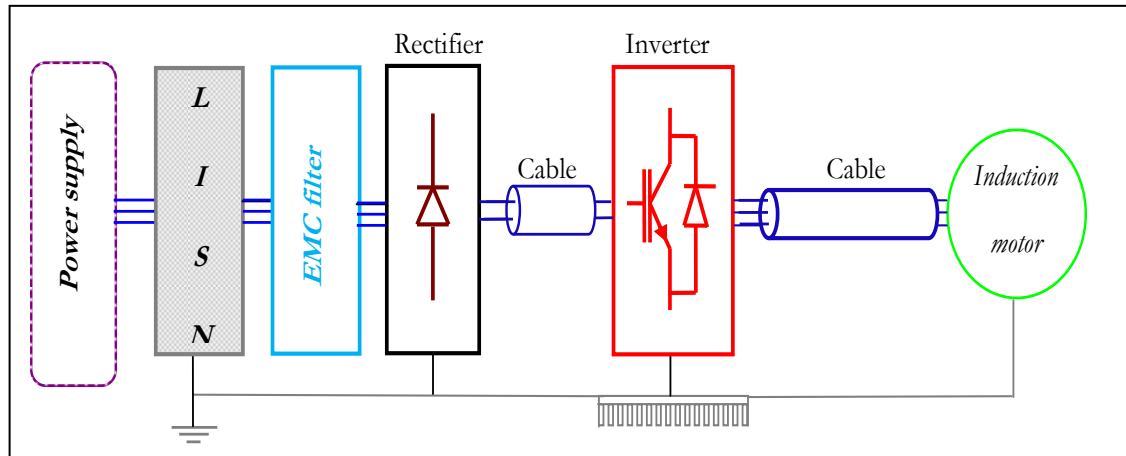 Rectifier
Inverter
Power supply
L
I
S
N
EMC filter
Cable
Cable
Induction
motor